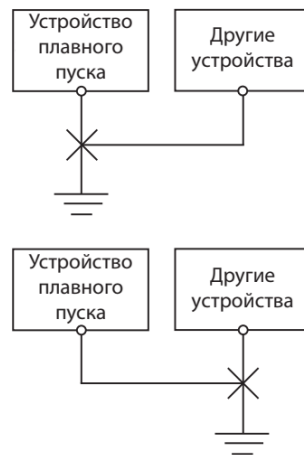 Устройство
плавного
пуска
Другие
устройства
Устройство
плавного
пуска
Другие
устройства